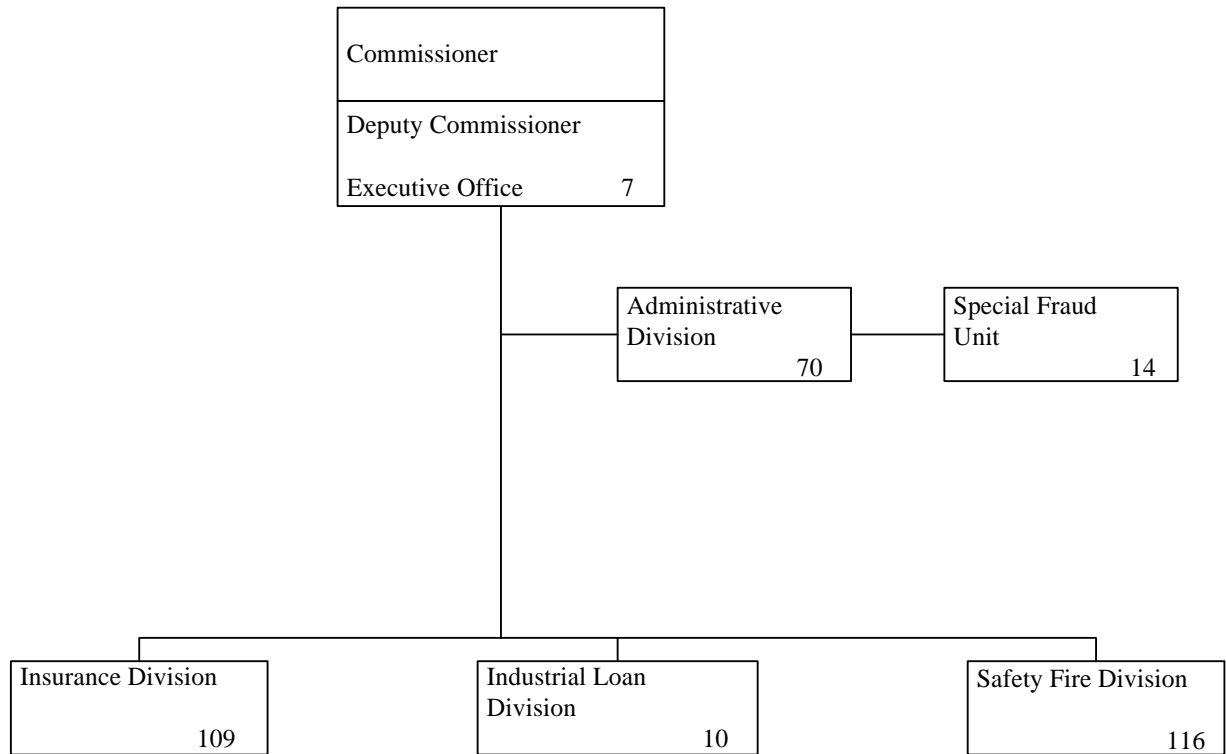 Commissioner
Deputy Commissioner
Executive Office 7
Administrative
Division
70
Special Fraud
Unit
14
Insurance Division
109
Industrial Loan
Division
10
Safety Fire Division
116